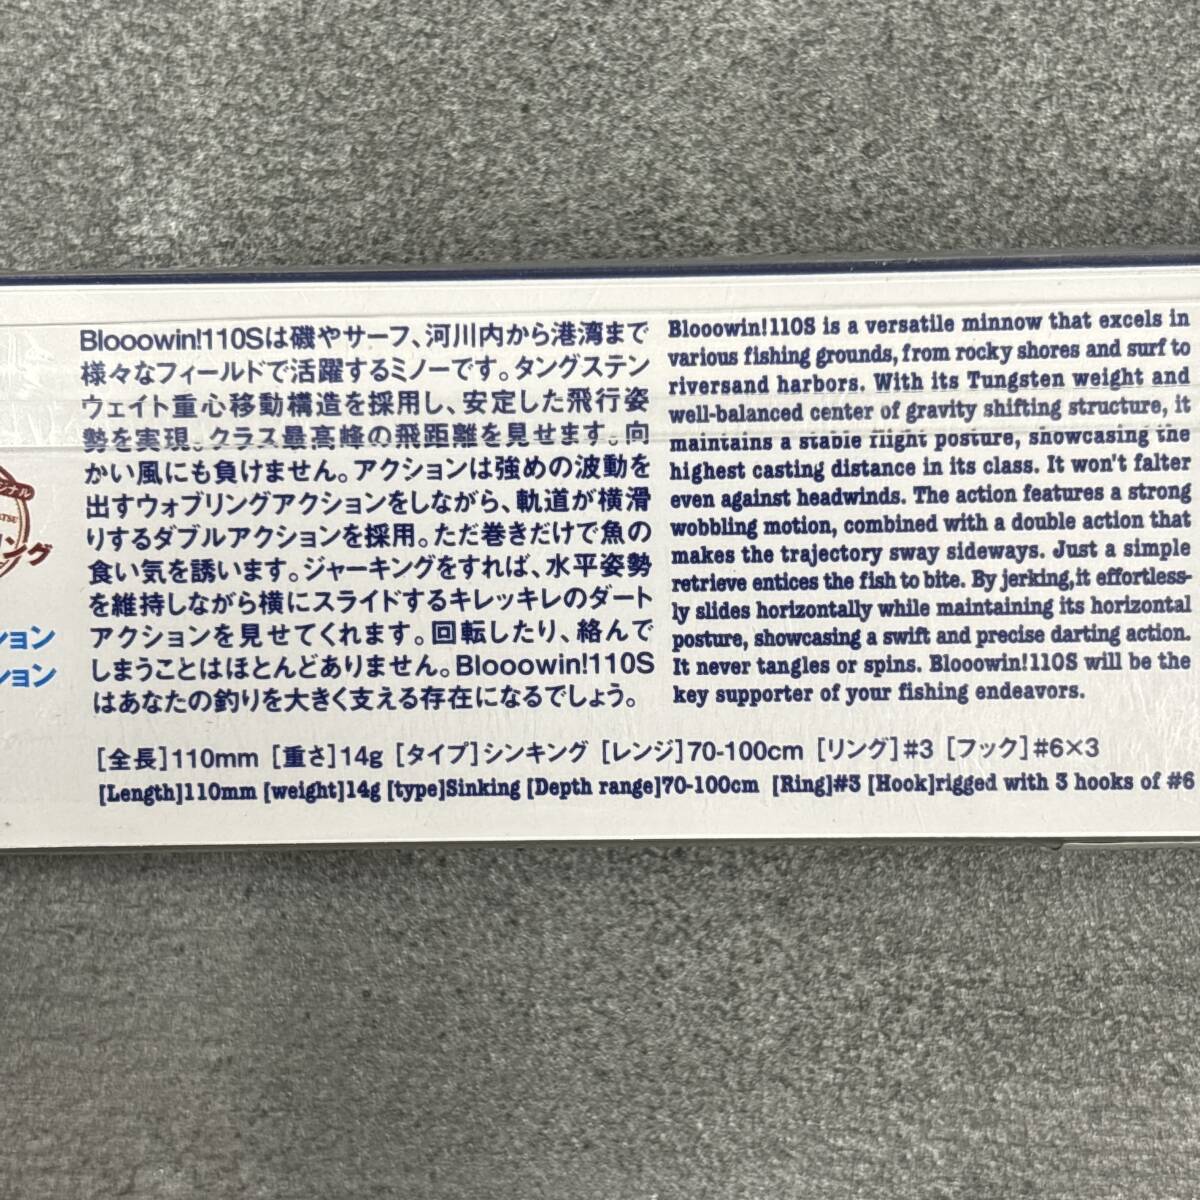 Blooowin!110Sは磯やサーフ、河川内から港湾まで
様々なフィールドで活躍するミノーです。タングステン
ウェイト重心移動構造を採用し、安定した飛行姿
勢を実現。クラス最高峰の飛距離を見せます。向
かい風にも負けません。アクションは強めの波動を
出すウォブリングアクションをしながら、軌道が横滑
りするダブルアクションを採用。ただ巻きだけで魚の
食い気を誘います。ジャーキングをすれば、水平姿勢
を維持しながら横にスライドするキレッキレのダート
アクションを見せてくれます。回転したり、絡んで
しまうことはほとんどありません。Blooowin!110S
はあなたの釣りを大きく支える存在になるでしょう。
Blooowin!110S is a versatile minnow that excels in
various fishing grounds, from rocky shores and surf to
riversand harbors. With its Tungsten weight and
well-balanced center of gravity shifting structure, it
maintains a stable flight posture, showcasing the
highest casting distance in its class. It won't falter
even against headwinds. The action features a strong
wobbling motion, combined with a double action that
makes the trajectory sway sideways. Just a simple
retrieve entices the fish to bite. By jerking,it effortless-
ly slides horizontally while maintaining its horizontal
posture, showcasing a swift and precise darting action.
It never tangles or spins. Blooowin!110S will be the
key supporter of your fishing endeavors.
[全長]110mm [重さ]14g [タイプ]シンキング [レンジ]70-100cm [リング]#3 [フック]#6×3
[Length]110mm [weight]14g [type]Sinking [Depth range]70-100cm [Ring]#3 [Hook]rigged with 3 hooks of #6
ング
ション
ション